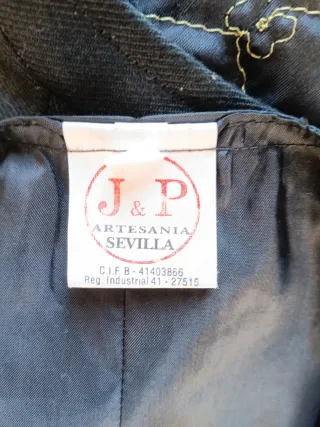 J & P
ARTESANIA
SEVILLA
C.I.F. B - 41403866
Reg. Industrial 41 - 27515